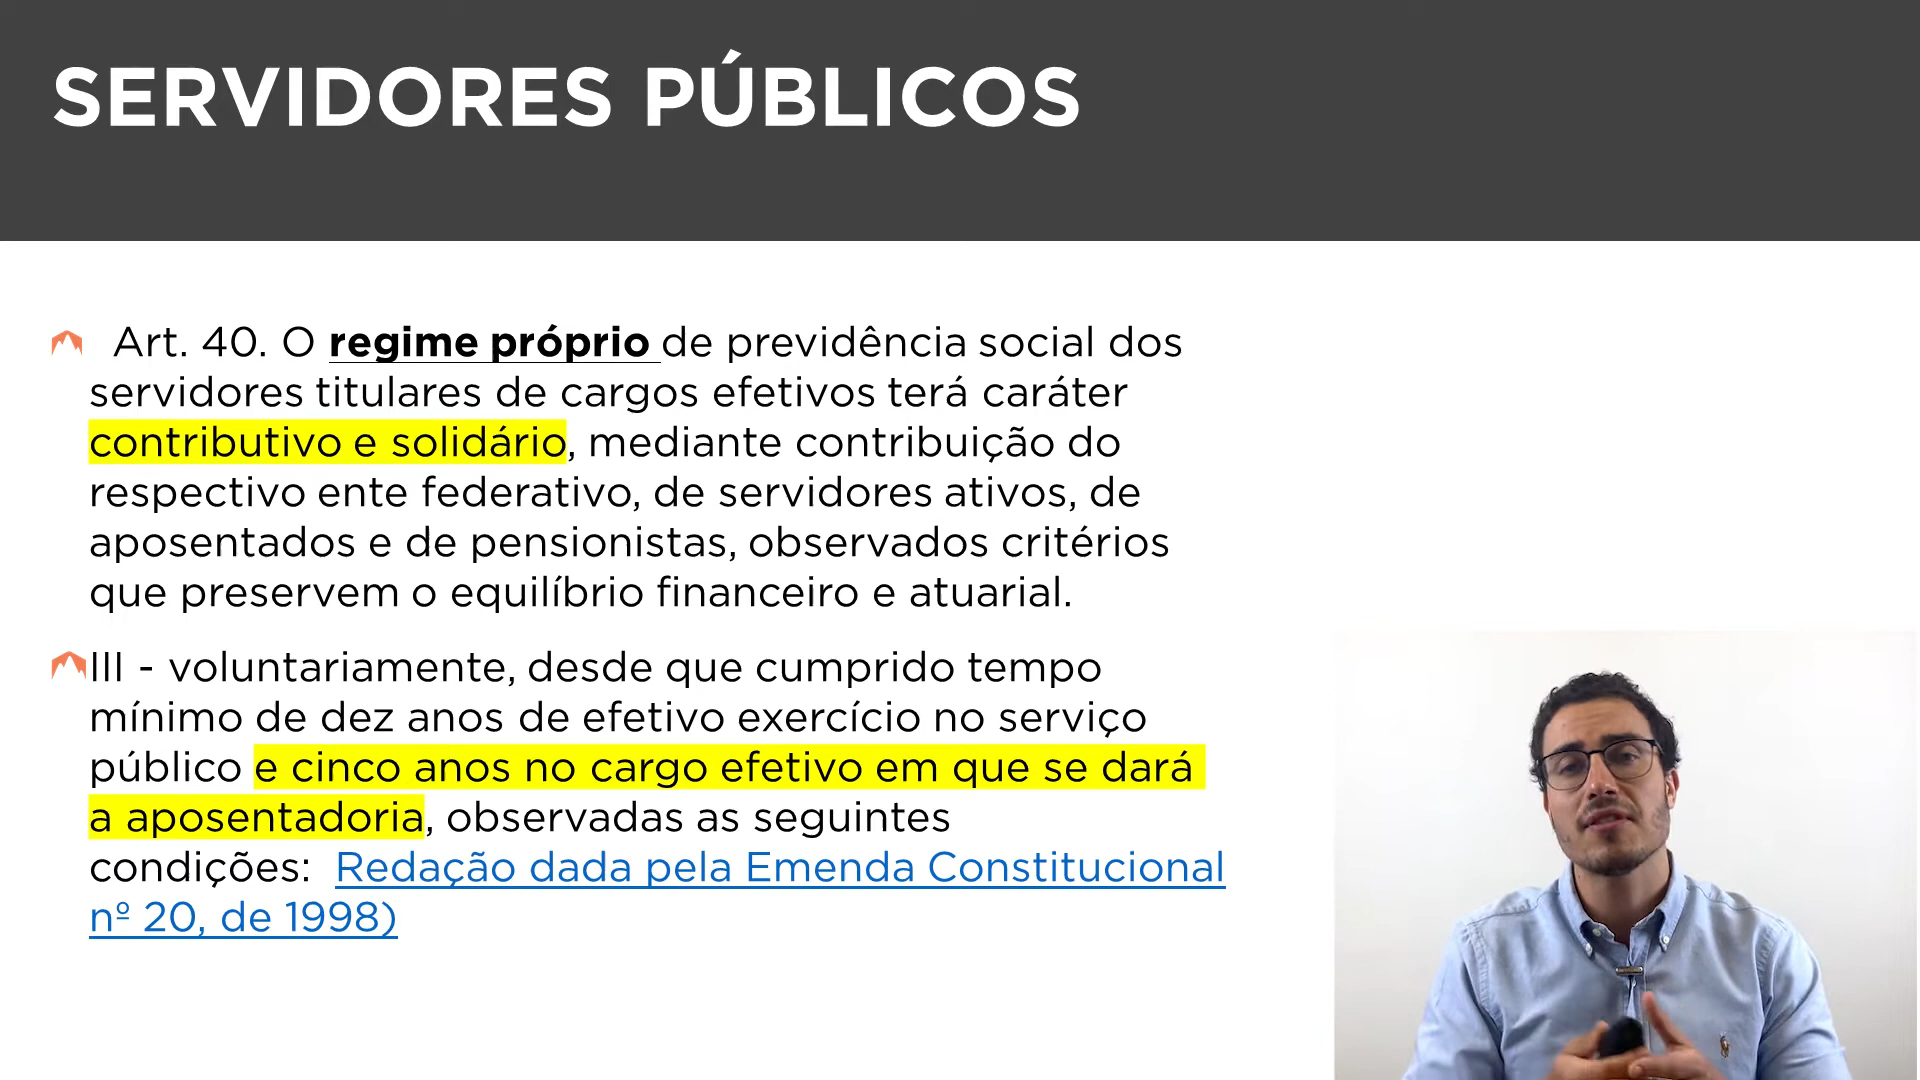 SERVIDORES PÚBLICOS
Art. 40. O regime próprio de previdência social dos
servidores titulares de cargos efetivos terá caráter
contributivo e solidário, mediante contribuição do
respectivo ente federativo, de servidores ativos, de
aposentados e de pensionistas, observados critérios
que preservem o equilíbrio financeiro e atuarial.
III - voluntariamente, desde que cumprido tempo
mínimo de dez anos de efetivo exercício no serviço
público e cinco anos no cargo efetivo em que se dará
a aposentadoria, observadas as seguintes
condições: Redação dada pela Emenda Constitucional
nº 20, de 1998)